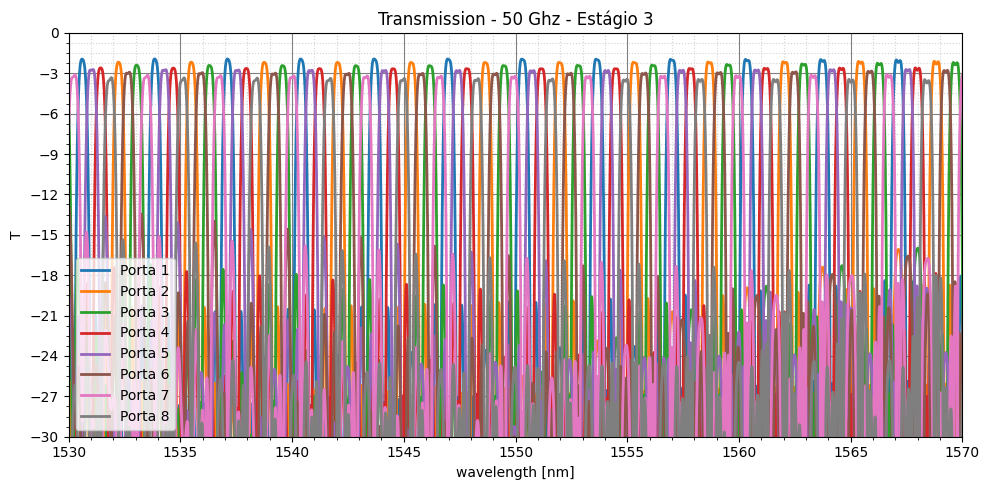 Transmission - 50 Ghz - Estágio 3
T
0
−3
−6
−9
−12
−15
−18
−21
−24
−27
−30
Porta 1
Porta 2
Porta 3
Porta 4
Porta 5
Porta 6
Porta 7
Porta 8
1530 1535 1540 1545 1550 1555 1560 1565 1570
wavelength [nm]